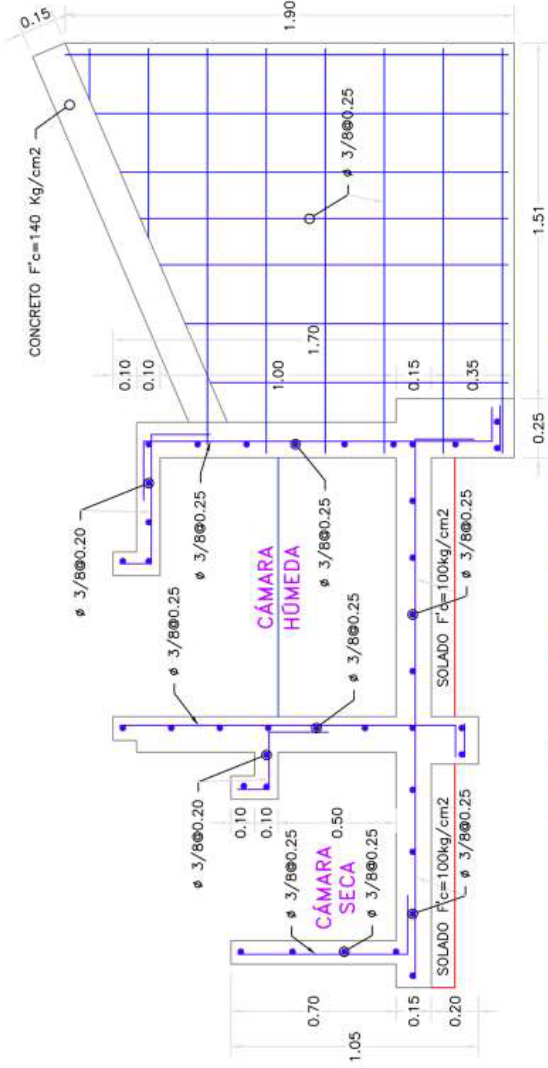 0.15
CONCRETO F'c=140 Kg/cm2
1.90
ø 3/8@0.25
1.51
0.10
0.10
1.00
1.70
0.15
0.35
0.25
ø 3/8@0.20
ø 3/8@0.25
CÁMARA
HÚMEDA
ø 3/8@0.25
ø 3/8@0.25
ø 3/8@0.25
SOLADO F'c=100kg/cm2
ø 3/8@0.25
ø 3/8@0.20
0.10
0.10
0.50
ø 3/8@0.25
CÁMARA
SECA
ø 3/8@0.25
SOLADO F'c=100kg/cm2
ø 3/8@0.25
0.70
0.15
0.20
1.05